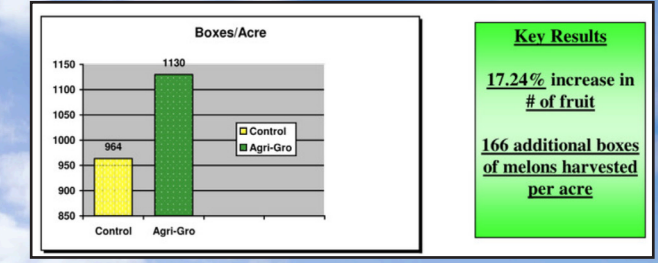 Boxes/Acre
1150
1100
1050
1000
950
900
850
964
1130
Control
Agri-Gro
Control
Agri-Gro
Key Results
17.24% increase in
# of fruit
166 additional boxes
of melons harvested
per acre